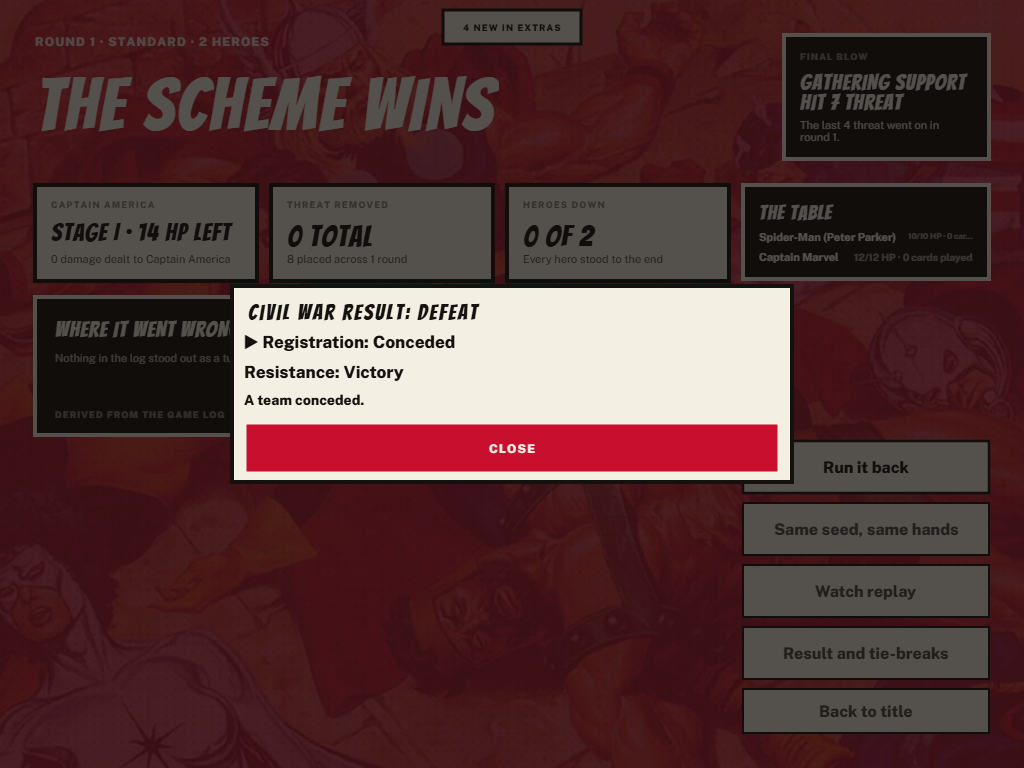 4 NEW IN EXTRAS
ROUND 1 · STANDARD · 2 HEROES
THE SCHEME WINS
FINAL BLOW
GATHERING SUPPORT
HIT 7 THREAT
The last 4 threat went on in
round 1.
CAPTAIN AMERICA
STAGE I · 14 HP LEFT
0 damage dealt to Captain America
THREAT REMOVED
0 TOTAL
8 placed across 1 round
HEROES DOWN
0 OF 2
Every hero stood to the end
THE TABLE
Spider-Man (Peter Parker) 10/10 HP · 0 car...
Captain Marvel 12/12 HP · 0 cards played
WHERE IT WENT WRON
Nothing in the log stood out as a
DERIVED FROM THE GAME LOG
CIVIL WAR RESULT: DEFEAT
▶ Registration: Conceded
Resistance: Victory
A team conceded.
CLOSE
Run it back
Same seed, same hands
Watch replay
Result and tie-breaks
Back to title